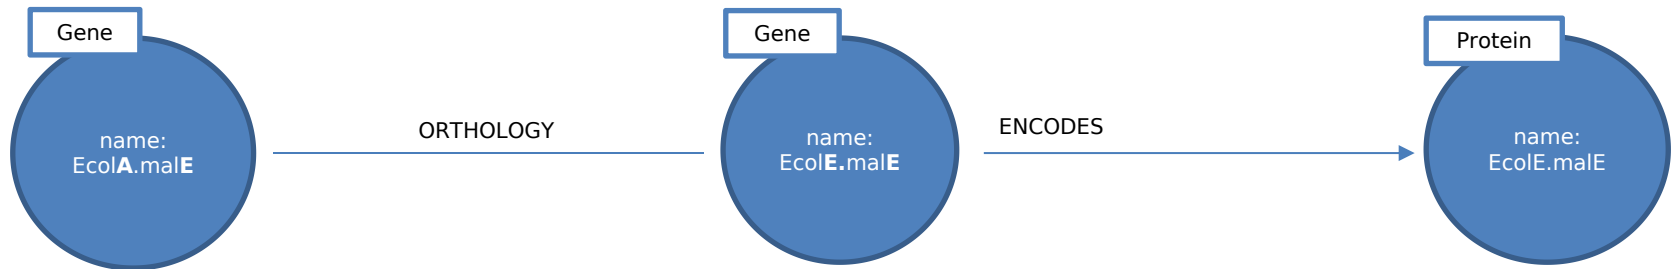 Gene
name:
EcolA.malE
ORTHOLOGY
Gene
name:
EcolE.malE
ENCODES
Protein
name:
EcolE.malE